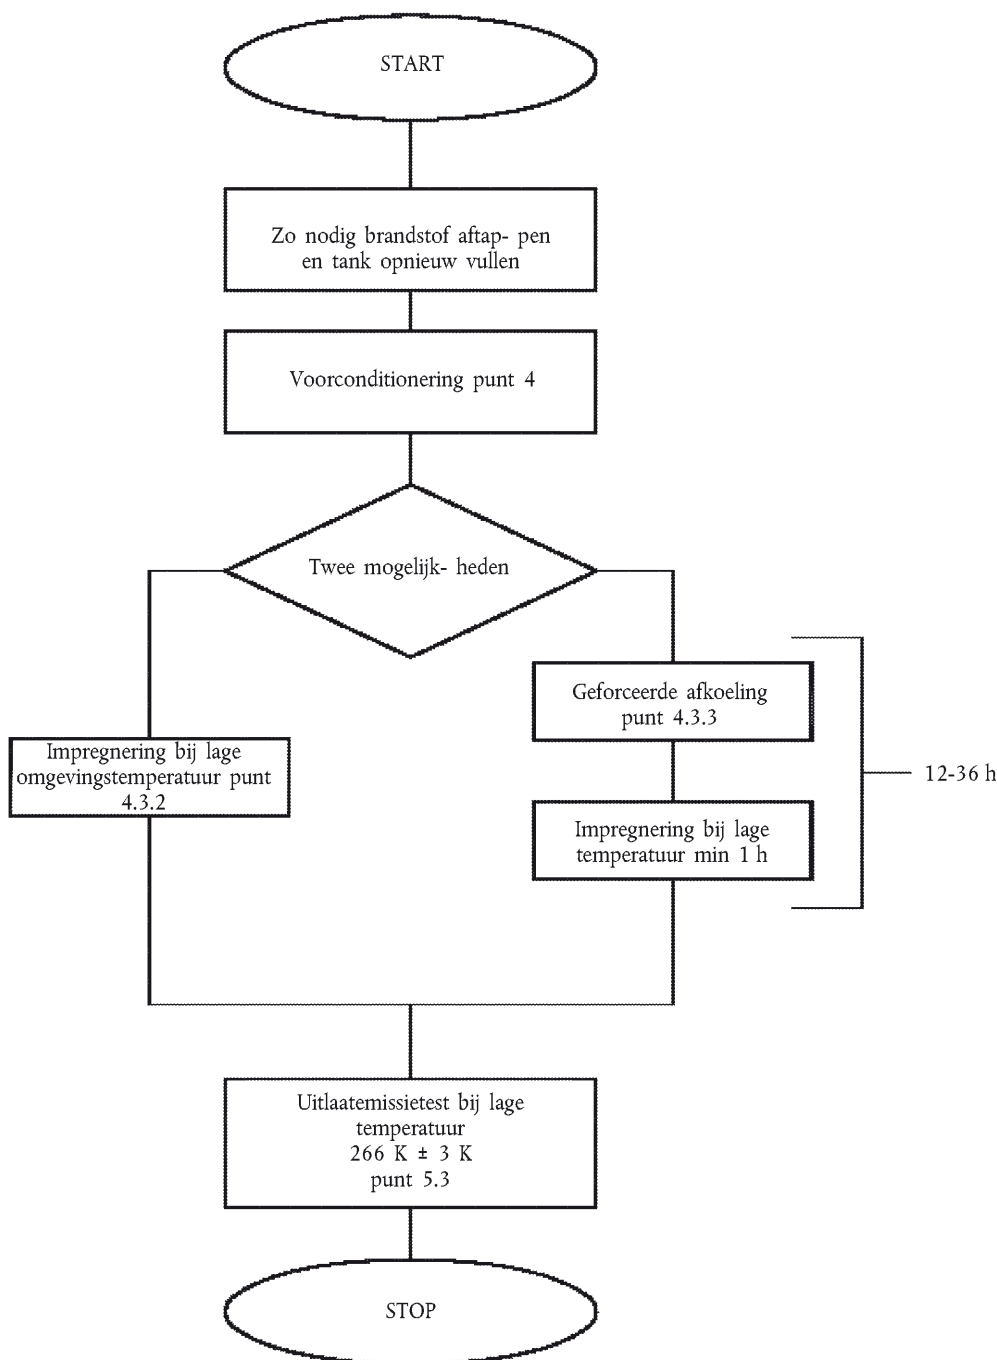 START
Zo nodig brandstof aftap- pen
en tank opnieuw vullen
Voorconditionering punt 4
Twee mogelijk- heden
Geforceerde afkoeling
punt 4.3.3
Impregnering bij lage
omgevingstemperatuur punt
4.3.2
12-36 h
Impregnering bij lage
temperatuur min 1 h
Uitlaatemissietest bij lage
temperatuur
266 K ± 3 K
punt 5.3
STOP